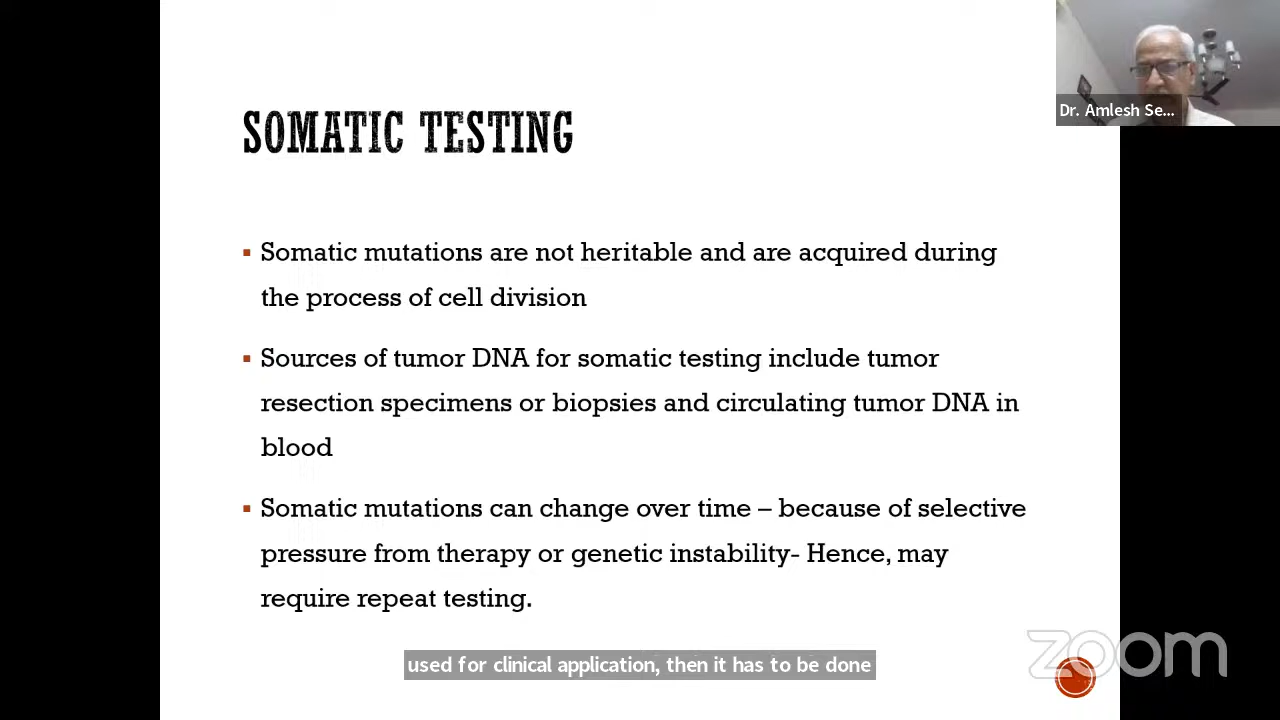 Dr. Amlesh Se...
SOMATIC TESTING
▪ Somatic mutations are not heritable and are acquired during
the process of cell division
▪ Sources of tumor DNA for somatic testing include tumor
resection specimens or biopsies and circulating tumor DNA in
blood
▪ Somatic mutations can change over time – because of selective
pressure from therapy or genetic instability- Hence, may
require repeat testing.
used for clinical application, then it has to be done
zoom